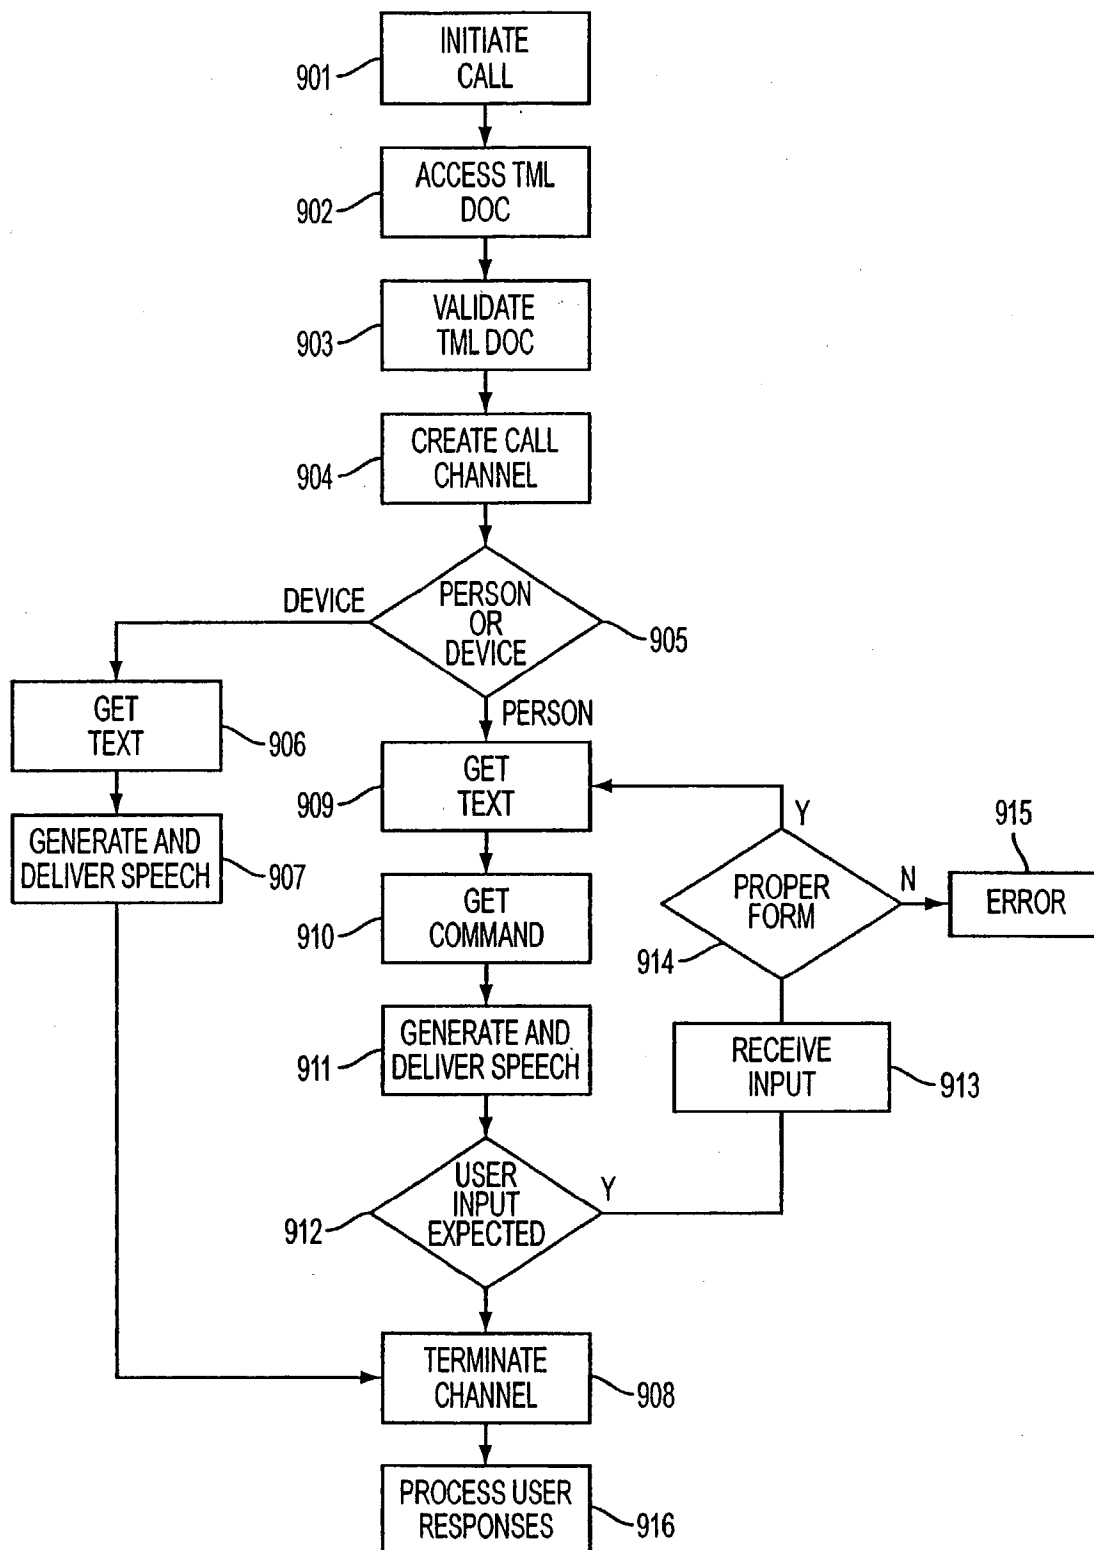 INITIATE
CALL
901
ACCESS TML
DOC
902
VALIDATE
TML DOC
903
CREATE CALL
CHANNEL
904
PERSON
OR
DEVICE
905
DEVICE
PERSON
GET
TEXT
906
GENERATE AND
DELIVER SPEECH
907
GET
TEXT
909
GET
COMMAND
910
GENERATE AND
DELIVER SPEECH
911
USER
INPUT
EXPECTED
912
Y
RECEIVE
INPUT
913
PROPER
FORM
914
Y
N
915
ERROR
TERMINATE
CHANNEL
908
PROCESS USER
RESPONSES
916